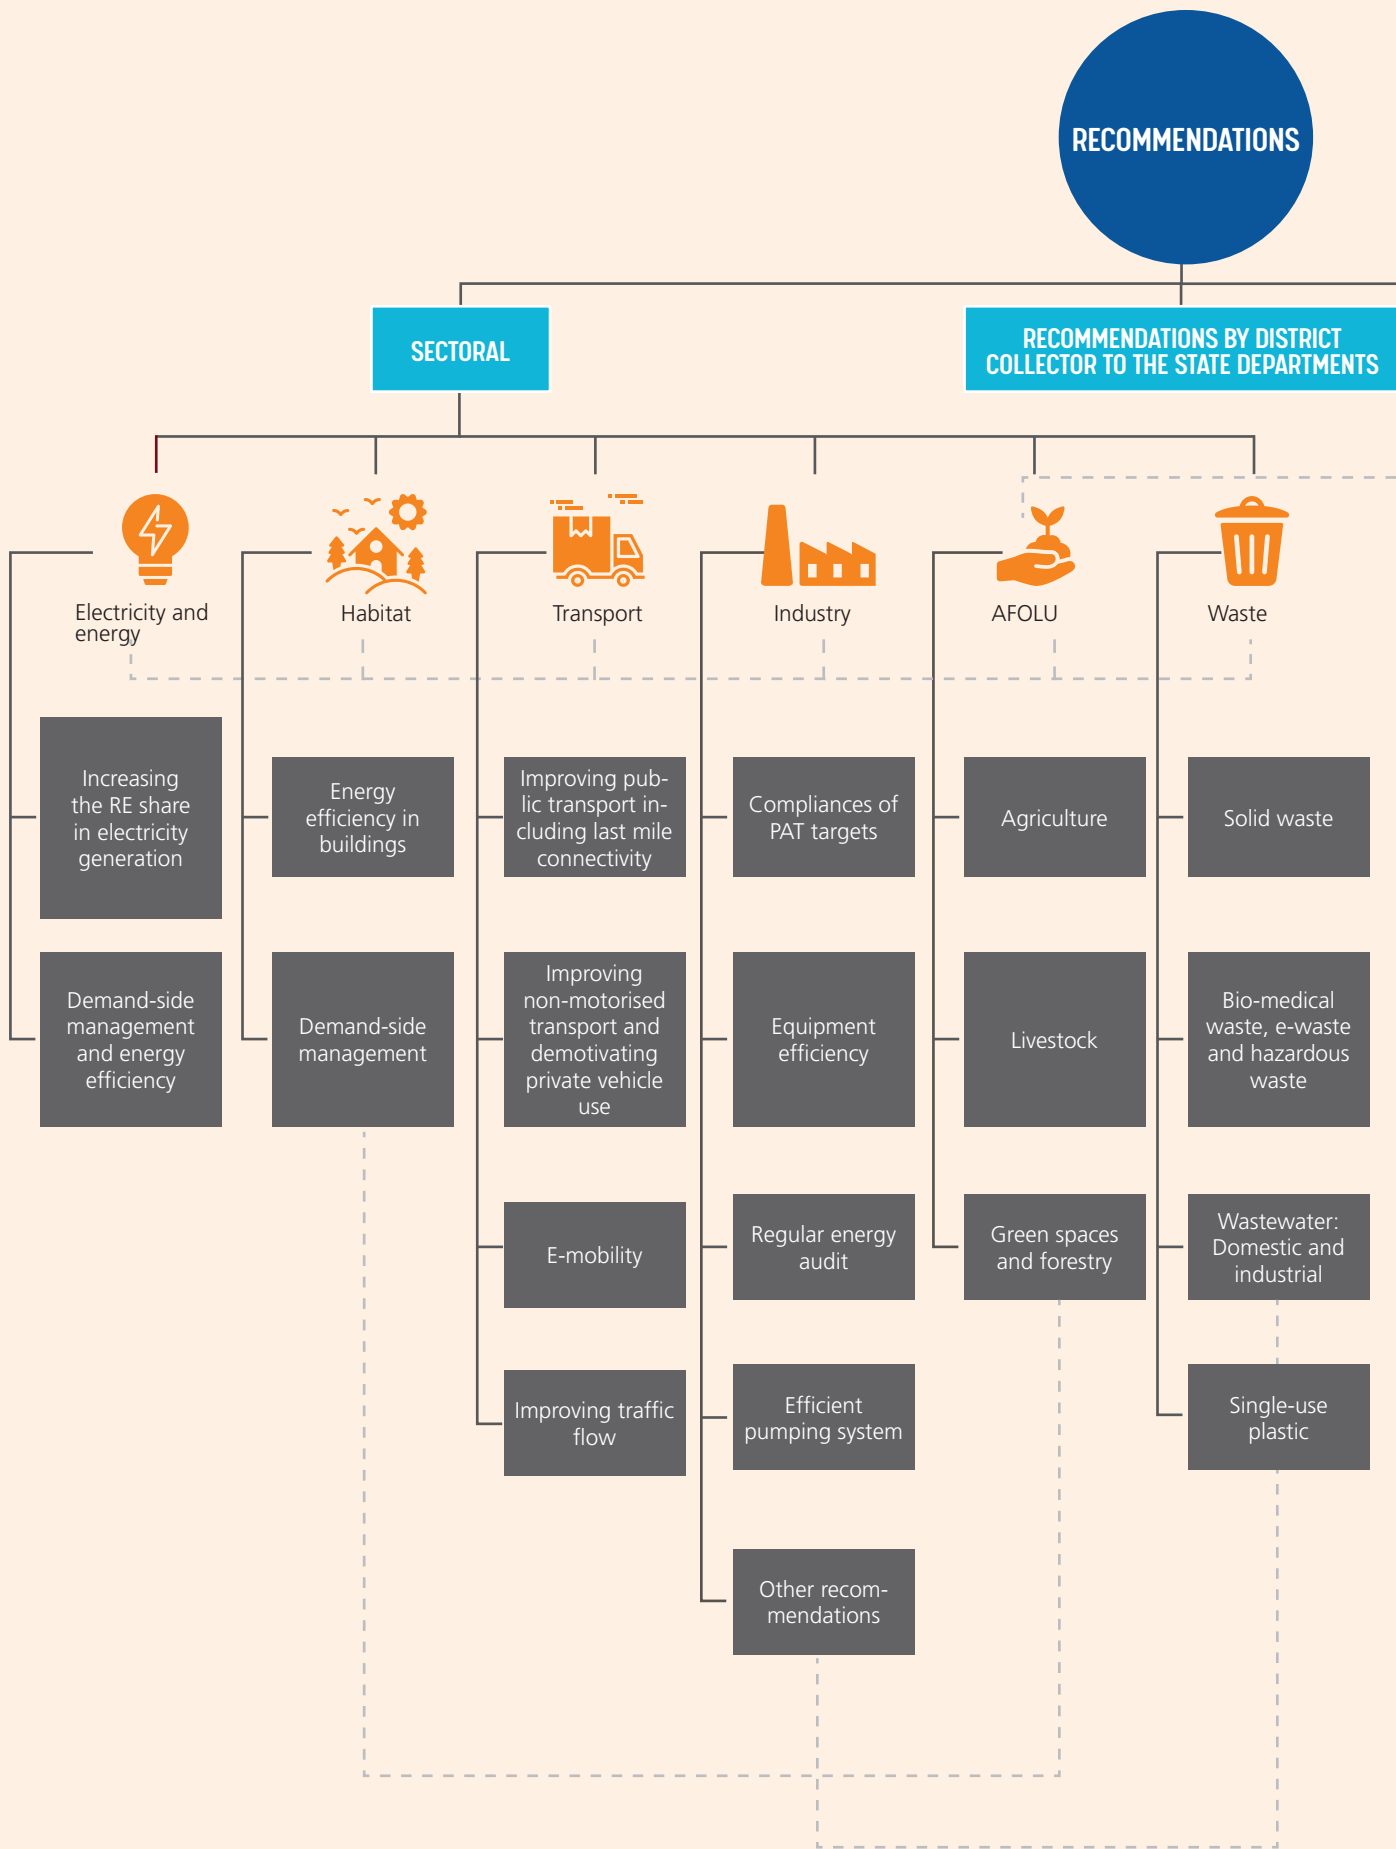 RECOMMENDATIONS
SECTORAL
RECOMMENDATIONS BY DISTRICT
COLLECTOR TO THE STATE DEPARTMENTS
Electricity and
energy
Habitat
Transport
Industry
AFOLU
Waste
Increasing
the RE share
in electricity
generation
Energy
efficiency in
buildings
Improving pub-
lic transport in-
cluding last mile
connectivity
Compliances of
PAT targets
Agriculture
Solid waste
Demand-side
management
and energy
efficiency
Demand-side
management
Improving
non-motorised
transport and
demotivating
private vehicle
use
Equipment
efficiency
Livestock
Bio-medical
waste, e-waste
and hazardous
waste
E-mobility
Regular energy
audit
Green spaces
and forestry
Wastewater:
Domestic and
industrial
Improving traffic
flow
Efficient
pumping system
Single-use
plastic
Other recom-
mendations